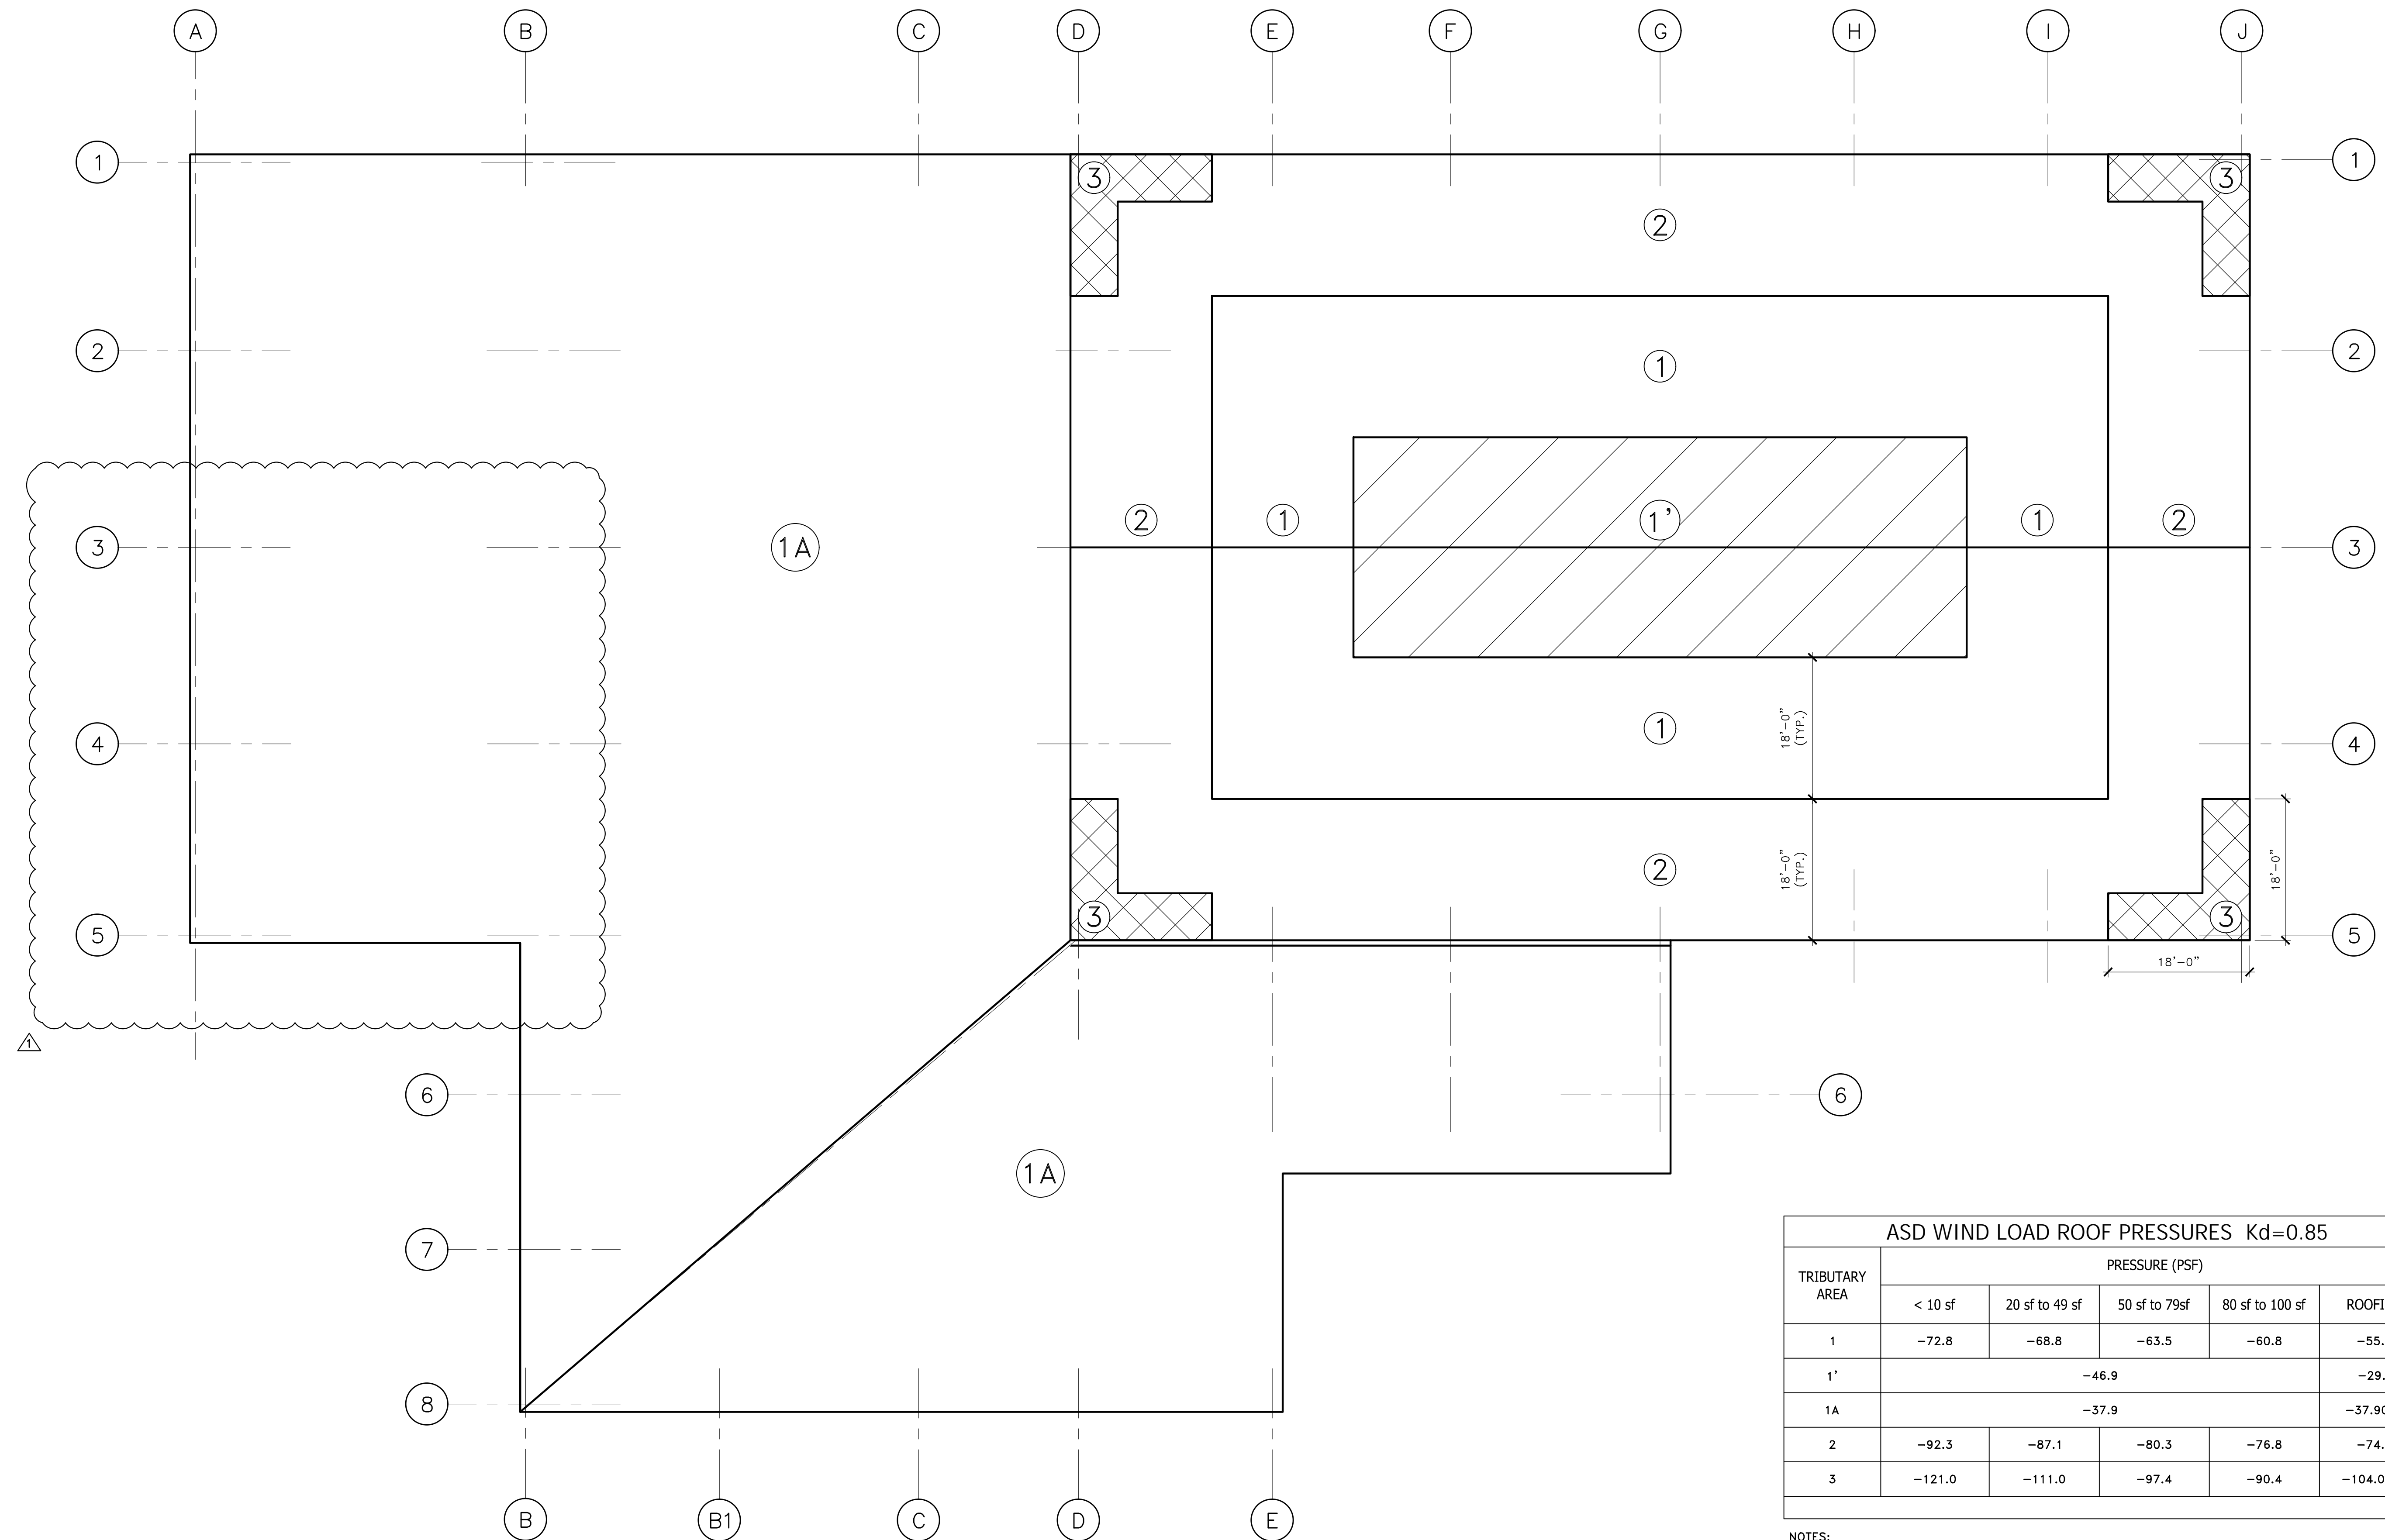 A B C D E F G H I J
1 1
3 3
2
2 2
1
3 1A 2 1 1' 1 2 3
18'-0"
(TYP.)
4 1 4
18'-0"
(TYP.)
2
18'-0"
3 3
5 5
18'-0"
1
6 6
1A
7
8
B B1 C D E
ASD WIND LOAD ROOF PRESSURES Kd=0.85
TRIBUTARY
AREA
PRESSURE (PSF)
< 10 sf 20 sf to 49 sf 50 sf to 79sf 80 sf to 100 sf
1 -72.8 -68.8 -63.5 -60.8 -55.
1' -46.9 -29.
1A -37.9 -37.90
2 -92.3 -87.1 -80.3 -76.8 -74.
3 -121.0 -111.0 -97.4 -90.4 -104.0
NOTES: